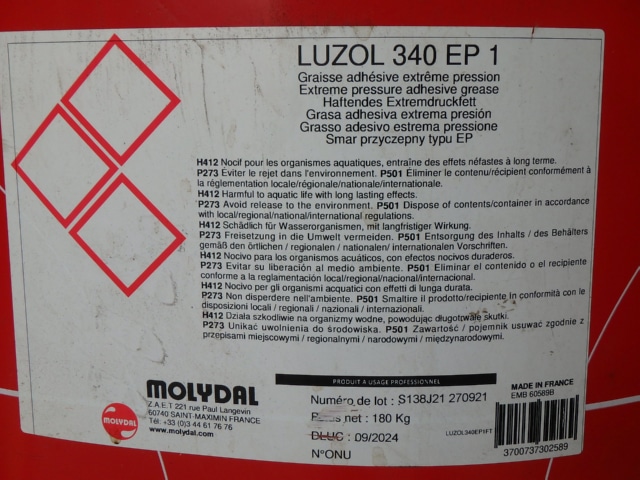 LUZOL 340 EP 1
Graisse adhésive extrême pression
Extreme pressure adhesive grease
Haftendes Extremdruckfett
Grasa adhesiva extrema presión
Grasso adesivo estrema pressione
Smar przyczepny typu EP
H412 Nocif pour les organismes aquatiques, entraîne des effets néfastes à long terme.
P273 Éviter le rejet dans l'environnement. P501 Éliminer le contenu/récipient conformément à
la réglementation locale/régionale/nationale/internationale.
H412 Harmful to aquatic life with long lasting effects.
P273 Avoid release to the environment. P501 Dispose of contents/container in accordance
with local/regional/national/international regulations.
H412 Schädlich für Wasserorganismen, mit langfristiger Wirkung.
P273 Freisetzung in die Umwelt vermeiden. P501 Entsorgung des Inhalts / des Behälters
gemäß den örtlichen / regionalen / nationalen/ internationalen Vorschriften.
H412 Nocivo para los organismos acuáticos, con efectos nocivos duraderos.
P273 Evitar su liberación al medio ambiente. P501 Eliminar el contenido o el recipiente
conforme a la reglamentación local/regional/nacional/internacional.
H412 Nocivo per gli organismi acquatici con effetti di lunga durata.
P273 Non disperdere nell'ambiente. P501 Smaltire il prodotto/recipiente in conformità con le
disposizioni locali / regionali / nazionali / internazionali.
H412 Działa szkodliwie na organizmy wodne, powodując długotrwałe skutki.
P273 Unikać uwolnienia do środowiska. P501 Zawartość / pojemnik usuwać zgodnie z
przepisami miejscowymi / regionalnymi / narodowymi / międzynarodowymi.
PRODUIT A USAGE PROFESSIONNEL
MOLYDAL
Z.A.E.T 221 rue Paul Langevin
60740 SAINT-MAXIMIN FRANCE
Tél: +33 (0)3 44 61 76 76
www.molydal.com
MOLYDAL
Numéro de lot : S138J21 270921
net : 180 Kg
DLUC : 09/2024
N°ONU
MADE IN FRANCE
EMB 60589B
LUZOL340EP1FT
3700737302589